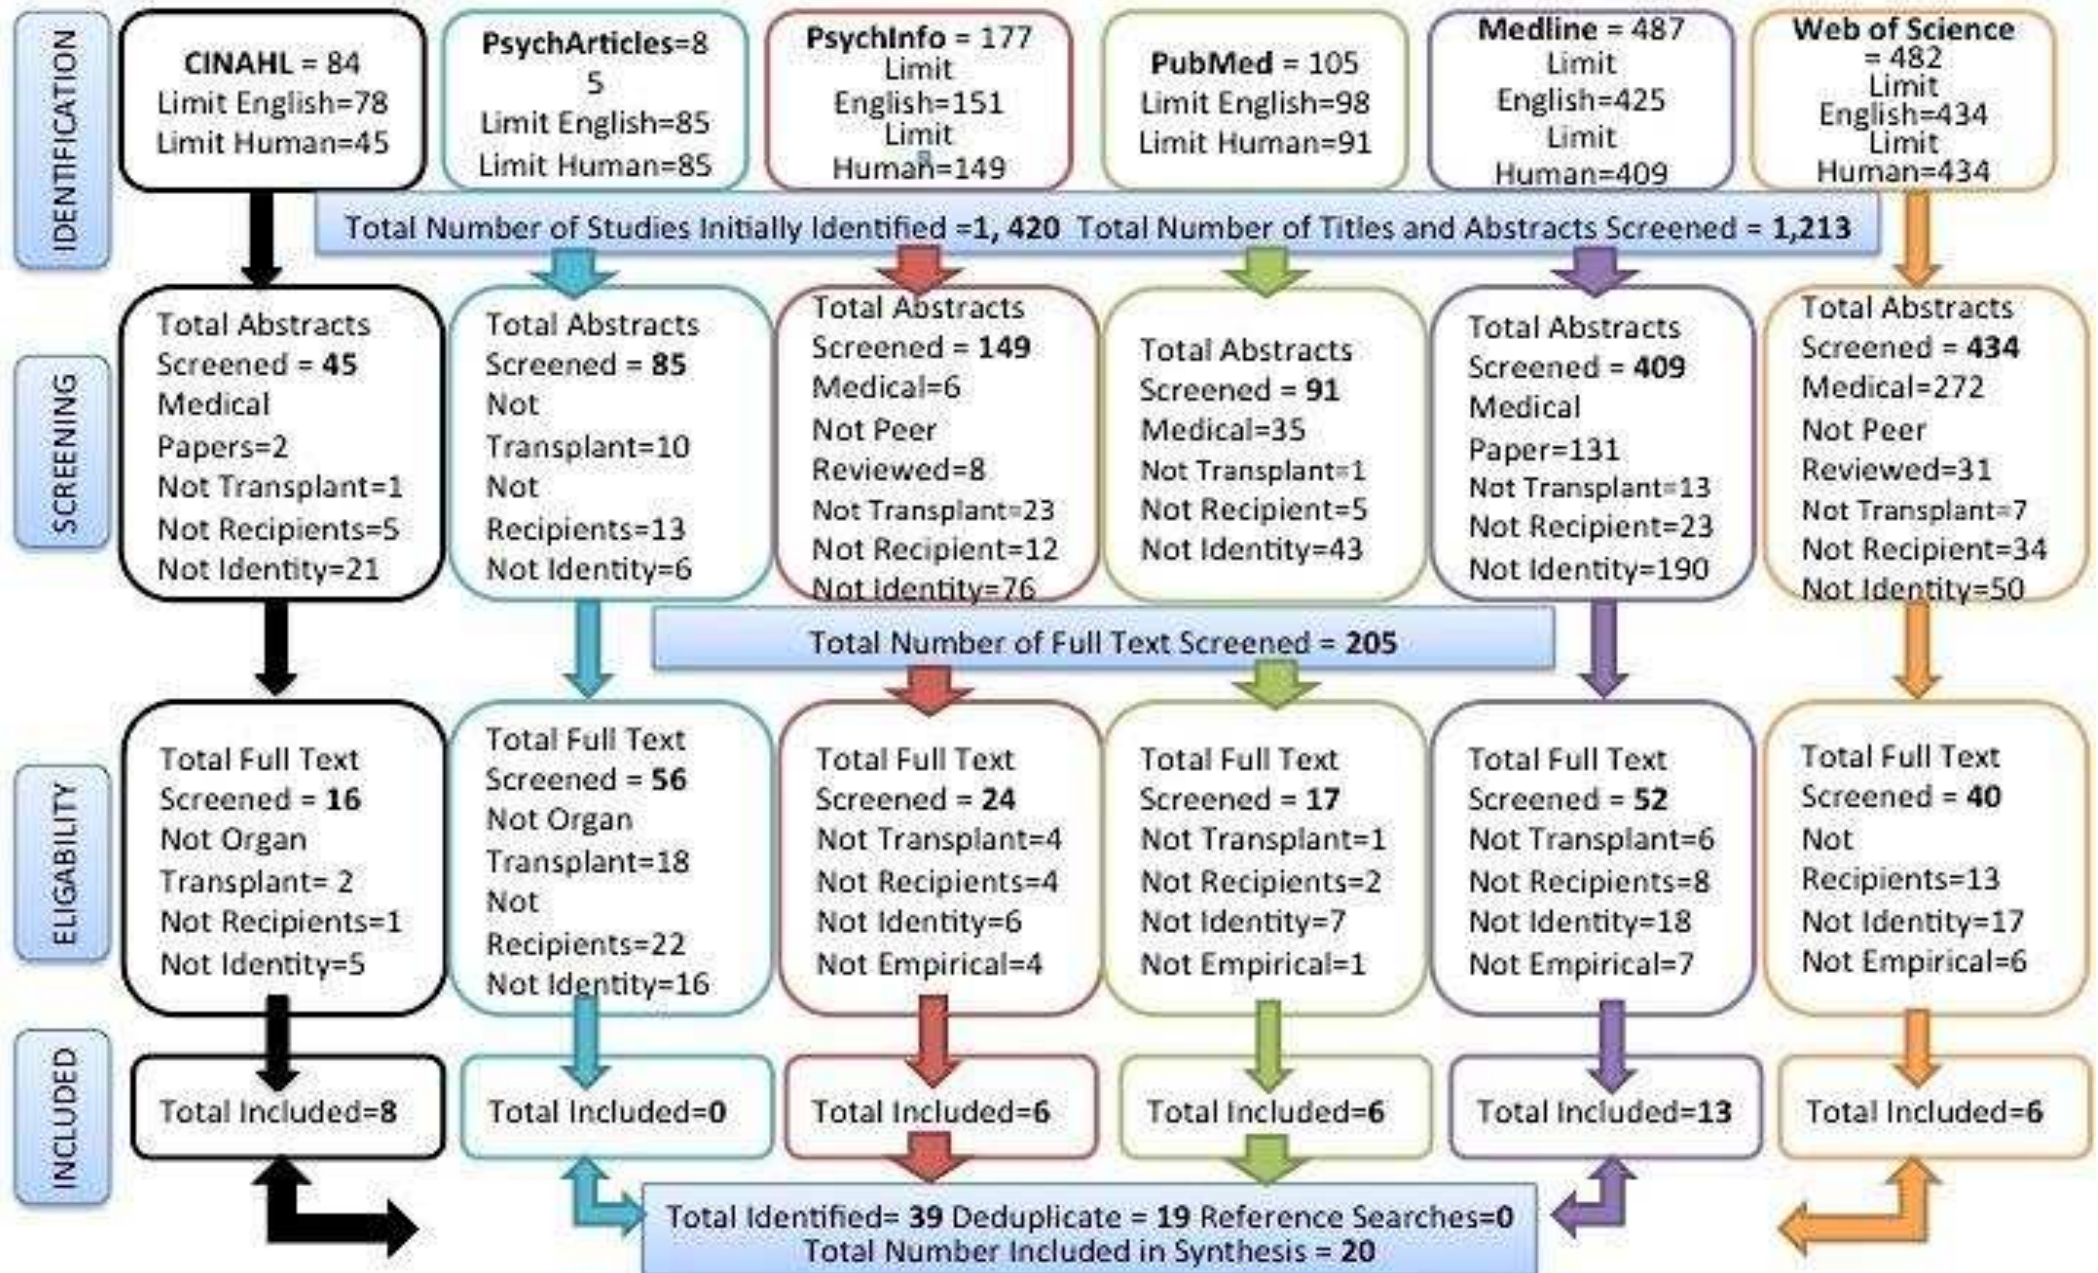 IDENTIFICATION
CINAHL = 84
Limit English=78
Limit Human=45
PsychArticles=8
5
Limit English=85
Limit Human=85
PsychInfo = 177
Limit
English=151
Limit
Human=149
PubMed = 105
Limit English=98
Limit Human=91
Medline = 487
Limit
English=425
Limit
Human=409
Web of Science
= 482
Limit
English=434
Limit
Human=434
Total Number of Studies Initially Identified =1, 420 Total Number of Titles and Abstracts Screened = 1,213
SCREENING
Total Abstracts
Screened = 45
Medical
Papers=2
Not Transplant=1
Not Recipients=5
Not Identity=21
Total Abstracts
Screened = 85
Not
Transplant=10
Not
Recipients=13
Not Identity=6
Total Abstracts
Screened = 149
Medical=6
Not Peer
Reviewed=8
Not Transplant=23
Not Recipient=12
Not Identity=76
Total Abstracts
Screened = 91
Medical=35
Not Transplant=1
Not Recipient=5
Not Identity=43
Total Abstracts
Screened = 409
Medical
Paper=131
Not Transplant=13
Not Recipient=23
Not Identity=190
Total Abstracts
Screened = 434
Medical=272
Not Peer
Reviewed=31
Not Transplant=7
Not Recipient=34
Not Identity=50
Total Number of Full Text Screened = 205
ELIGABILITY
Total Full Text
Screened = 16
Not Organ
Transplant= 2
Not Recipients=1
Not Identity=5
Total Full Text
Screened = 56
Not Organ
Transplant=18
Not
Recipients=22
Not Identity=16
Total Full Text
Screened = 24
Not Transplant=4
Not Recipients=4
Not Identity=6
Not Empirical=4
Total Full Text
Screened = 17
Not Transplant=1
Not Recipients=2
Not Identity=7
Not Empirical=1
Total Full Text
Screened = 52
Not Transplant=6
Not Recipients=8
Not Identity=18
Not Empirical=7
Total Full Text
Screened = 40
Not
Recipients=13
Not Identity=17
Not Empirical=6
INCLUDED
Total Included=8
Total Included=0
Total Included=6
Total Included=6
Total Included=13
Total Included=6
Total Identified= 39 Deduplicate = 19 Reference Searches=0
Total Number Included in Synthesis = 20